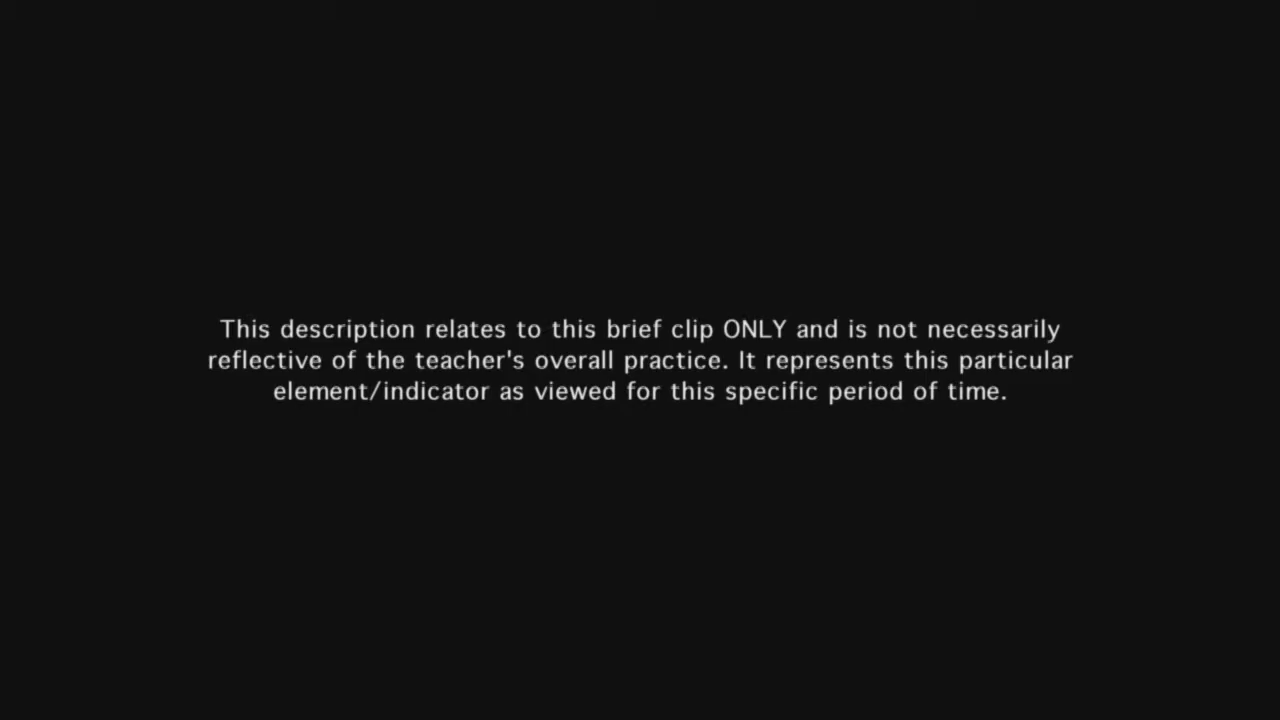 This description relates to this brief clip ONLY and is not necessarily
reflective of the teacher's overall practice. It represents this particular
element/indicator as viewed for this specific period of time.